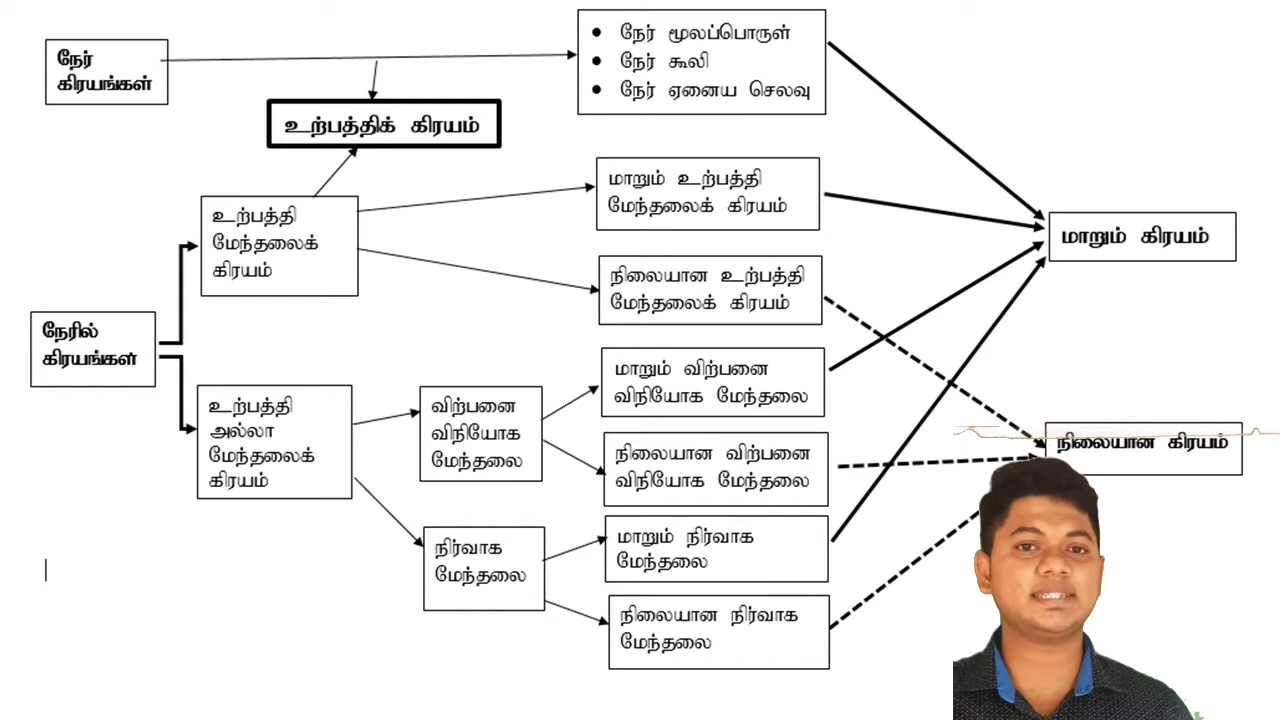 நேர்
கிரயங்கள்
• நேர் மூலப்பொருள்
• நேர் கூலி
• நேர் ஏனைய செலவு
உற்பத்திக் கிரயம்
உற்பத்தி
மேந்தலைக்
கிரயம்
மாறும் உற்பத்தி
மேந்தலைக் கிரயம்
மாறும் கிரயம்
நிலையான உற்பத்தி
மேந்தலைக் கிரயம்
நேரில்
கிரயங்கள்
உற்பத்தி
அல்லா
மேந்தலைக்
கிரயம்
விற்பனை
விநியோக
மேந்தலை
மாறும் விற்பனை
விநியோக மேந்தலை
நிலையான விற்பனை
விநியோக மேந்தலை
நிலையான கிரயம்
நிர்வாக
மேந்தலை
மாறும் நிர்வாக
மேந்தலை
நிலையான நிர்வாக
மேந்தலை